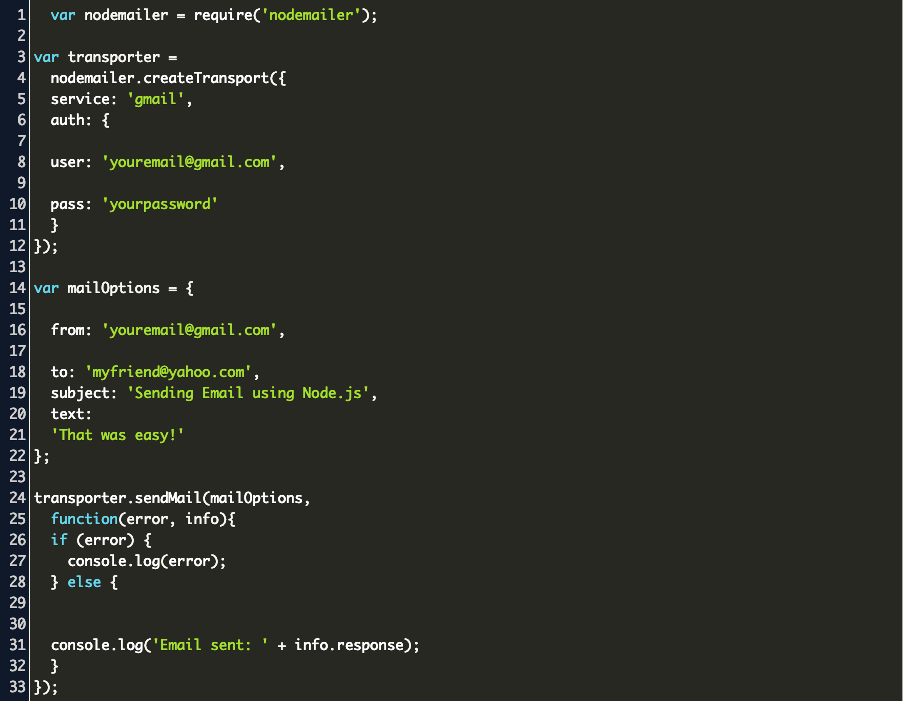 1 var nodemailer = require('nodemailer');
2
3 var transporter =
4 nodemailer.createTransport({
5 service: 'gmail',
6 auth: {
7
8 user: 'youremail@gmail.com',
9
10 pass: 'yourpassword'
11 }
12 });
13
14 var mailOptions = {
15
16 from: 'youremail@gmail.com',
17
18 to: 'myfriend@yahoo.com',
19 subject: 'Sending Email using Node.js',
20 text:
21 'That was easy!'
22 };
23
24 transporter.sendMail(mailOptions,
25 function(error, info){
26 if (error) {
27 console.log(error);
28 } else {
29
30
31 console.log('Email sent: ' + info.response);
32 }
33 });